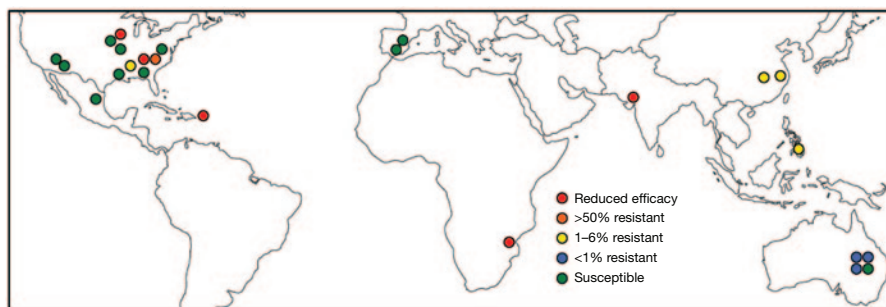 Reduced efficacy
>50% resistant
1–6% resistant
<1% resistant
Susceptible